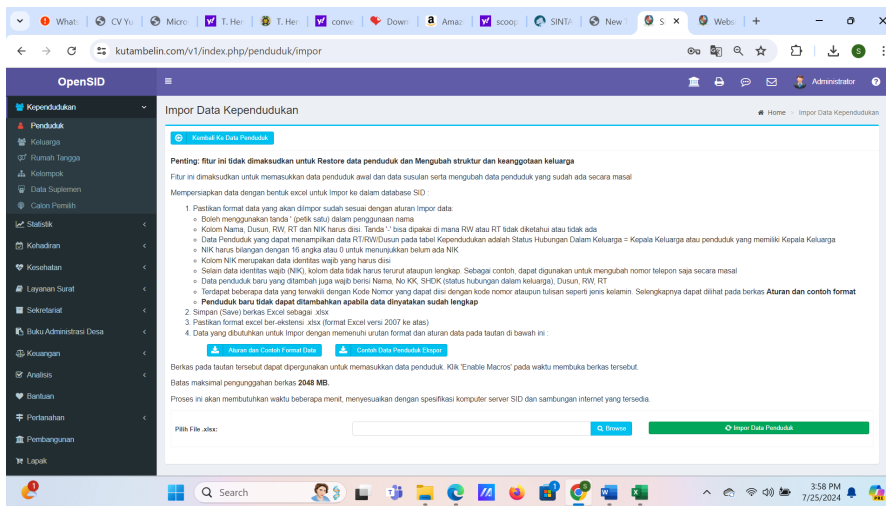 Whats
CV Yu
Micro
T. Her
T. Her
conve
Down
Amaz
scoop
SINTA
New T
S
Webs
kutambelin.com/v1/index.php/penduduk/impor
OpenSID
Administrator
Kependudukan
Penduduk
Keluarga
Rumah Tangga
Kelompok
Data Suplemen
Calon Pemilih
Statistik
Kehadiran
Kesehatan
Layanan Surat
Sekretariat
Buku Administrasi Desa
Keuangan
Analisis
Bantuan
Pertanahan
Pembangunan
Lapak
Impor Data Kependudukan
Home > Impor Data Kependudukan
Kembali Ke Data Penduduk
Penting: fitur ini tidak dimaksudkan untuk Restore data penduduk dan Mengubah struktur dan keanggotaan keluarga
Fitur ini dimaksudkan untuk memasukkan data penduduk awal dan data susulan serta mengubah data penduduk yang sudah ada secara masal
Mempersiapkan data dengan bentuk excel untuk Impor ke dalam database SID :
1. Pastikan format data yang akan diImpor sudah sesuai dengan aturan Impor data:
Boleh menggunakan tanda ' (petik satu) dalam penggunaan nama
Kolom Nama, Dusun, RW, RT dan NIK harus diisi. Tanda '-' bisa dipakai di mana RW atau RT tidak diketahui atau tidak ada
Data Penduduk yang dapat menampilkan data RT/RW/Dusun pada tabel Kependudukan adalah Status Hubungan Dalam Keluarga = Kepala Keluarga atau penduduk yang memiliki Kepala Keluarga
NIK harus bilangan dengan 16 angka atau 0 untuk menunjukkan belum ada NIK
Kolom NIK merupakan data identitas wajib yang harus diisi
Selain data identitas wajib (NIK), kolom data tidak harus terurut ataupun lengkap. Sebagai contoh, dapat digunakan untuk mengubah nomor telepon saja secara masal
Data penduduk baru yang ditambah juga wajib berisi Nama, No KK, SHDK (status hubungan dalam keluarga), Dusun, RW, RT
Terdapat beberapa data yang terwakili dengan Kode Nomor yang dapat diisi dengan kode nomor ataupun tulisan seperti jenis kelamin. Selengkapnya dapat dilihat pada berkas Aturan dan contoh format
Penduduk baru tidak dapat ditambahkan apabila data dinyatakan sudah lengkap
2. Simpan (Save) berkas Excel sebagai .xlsx
3. Pastikan format excel ber-ekstensi .xlsx (format Excel versi 2007 ke atas)
4. Data yang dibutuhkan untuk Impor dengan memenuhi urutan format dan aturan data pada tautan di bawah ini :
Aturan dan Contoh Format Data
Contoh Data Penduduk Ekspor
Berkas pada tautan tersebut dapat dipergunakan untuk memasukkan data penduduk. Klik 'Enable Macros' pada waktu membuka berkas tersebut.
Batas maksimal pengunggahan berkas 2048 MB.
Proses ini akan membutuhkan waktu beberapa menit, menyesuaikan dengan spesifikasi komputer server SID dan sambungan internet yang tersedia.
Pilih File .xlsx:
Browse
Impor Data Penduduk
Search
3:58 PM
7/25/2024